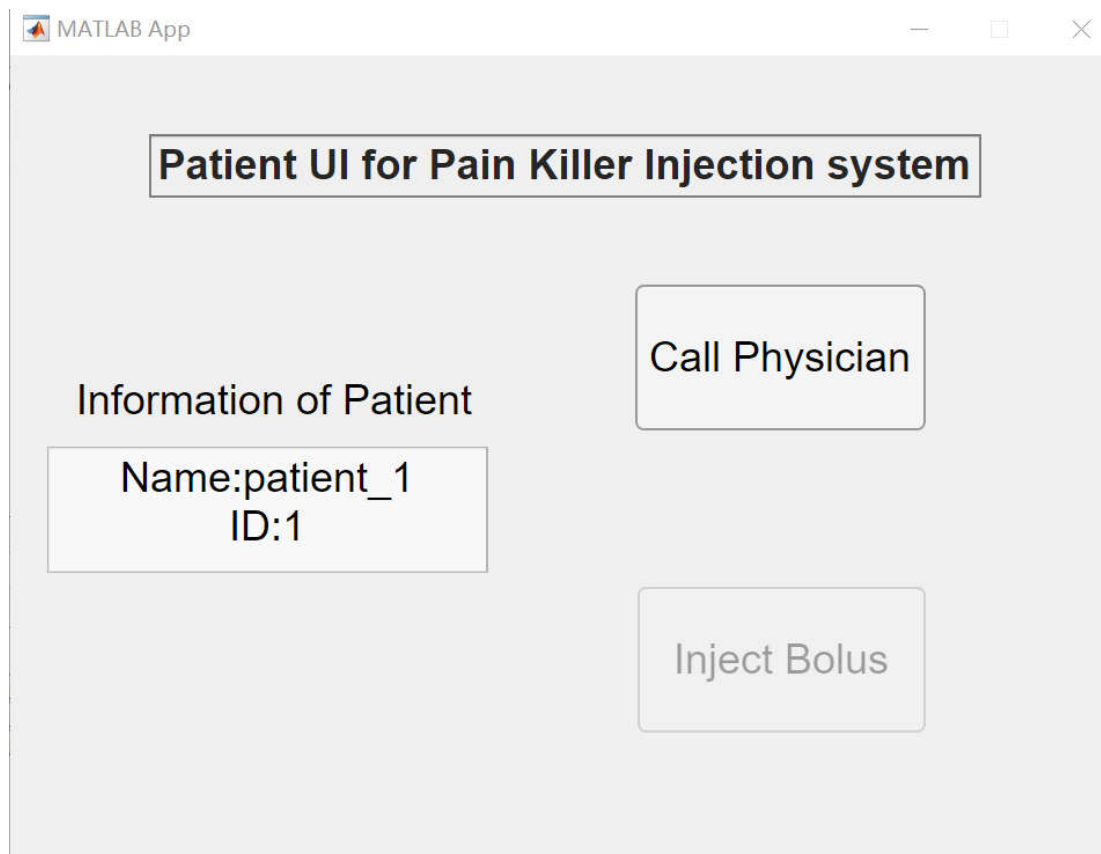 MATLAB App
Patient UI for Pain Killer Injection system
Call Physician
Information of Patient
Name:patient_1
ID:1
Inject Bolus